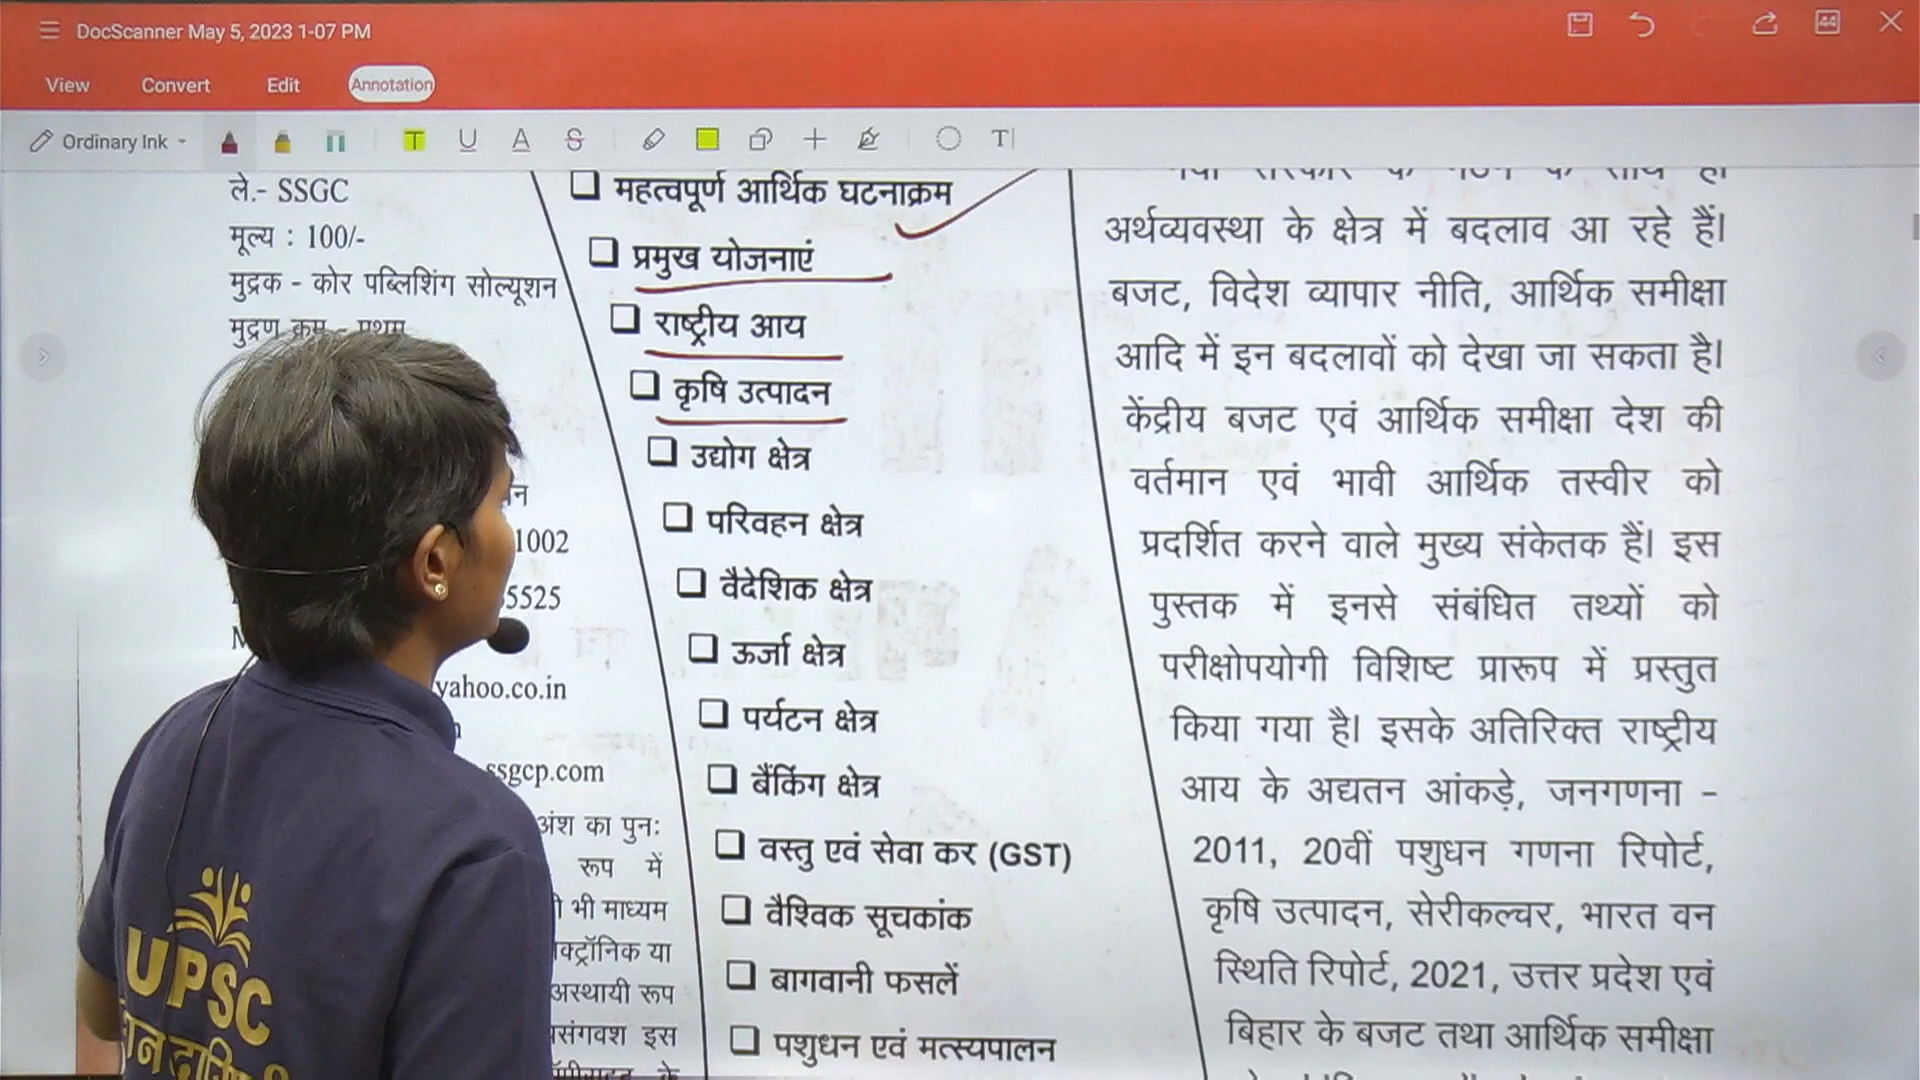 DocScanner May 5, 2023 1-07 PM
44
View Convert Edit Annotation
Ordinary Ink
T U A S T
ले.- SSGC
मूल्य : 100/-
मुद्रक - कोर पब्लिशिंग सोल्यूशन
मुद्रण क्रम - प्रथम
1002
5525
yahoo.co.in
ssgcp.com
अंश का पुनः
रूप में
भी माध्यम
या
अस्थायी रूप
इस
के
महत्वपूर्ण आर्थिक घटनाक्रम
प्रमुख योजनाएं
राष्ट्रीय आय
कृषि उत्पादन
उद्योग क्षेत्र
परिवहन क्षेत्र
वैदेशिक क्षेत्र
ऊर्जा क्षेत्र
पर्यटन क्षेत्र
बैंकिंग क्षेत्र
वस्तु एवं सेवा कर (GST)
वैश्विक सूचकांक
बागवानी फसलें
पशुधन एवं मत्स्यपालन
अर्थव्यवस्था के क्षेत्र में बदलाव आ रहे हैं।
बजट, विदेश व्यापार नीति, आर्थिक समीक्षा
आदि में इन बदलावों को देखा जा सकता है।
केंद्रीय बजट एवं आर्थिक समीक्षा देश की
वर्तमान एवं भावी आर्थिक तस्वीर को
प्रदर्शित करने वाले मुख्य संकेतक हैं। इस
पुस्तक में इनसे संबंधित तथ्यों को
परीक्षोपयोगी विशिष्ट प्रारूप में प्रस्तुत
किया गया है। इसके अतिरिक्त राष्ट्रीय
आय के अद्यतन आंकड़े, जनगणना -
2011, 20वीं पशुधन गणना रिपोर्ट,
कृषि उत्पादन, सेरीकल्चर, भारत वन
स्थिति रिपोर्ट, 2021, उत्तर प्रदेश एवं
बिहार के बजट तथा आर्थिक समीक्षा
UPSC